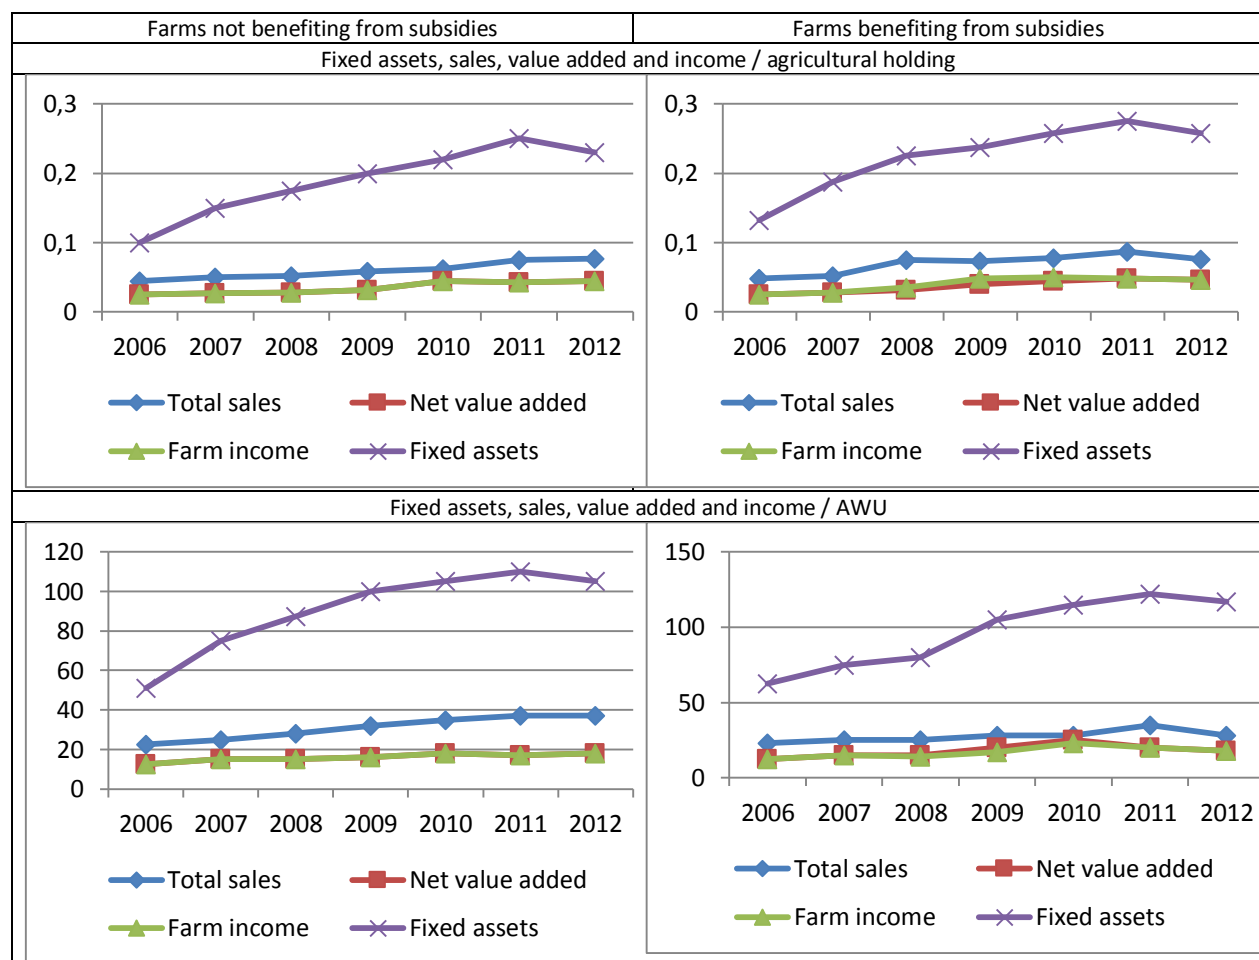 Farms not benefiting from subsidies Farms benefiting from subsidies
Fixed assets, sales, value added and income / agricultural holding
0,3
0,2
0,1
0
2006 2007 2008 2009 2010 2011 2012
Total sales Net value added
Farm income Fixed assets
0,3
0,2
0,1
0
2006 2007 2008 2009 2010 2011 2012
Total sales Net value added
Farm income Fixed assets
Fixed assets, sales, value added and income / AWU
120
100
80
60
40
20
0
2006 2007 2008 2009 2010 2011 2012
Total sales Net value added
Farm income Fixed assets
150
100
50
0
2006 2007 2008 2009 2010 2011 2012
Total sales Net value added
Farm income Fixed assets